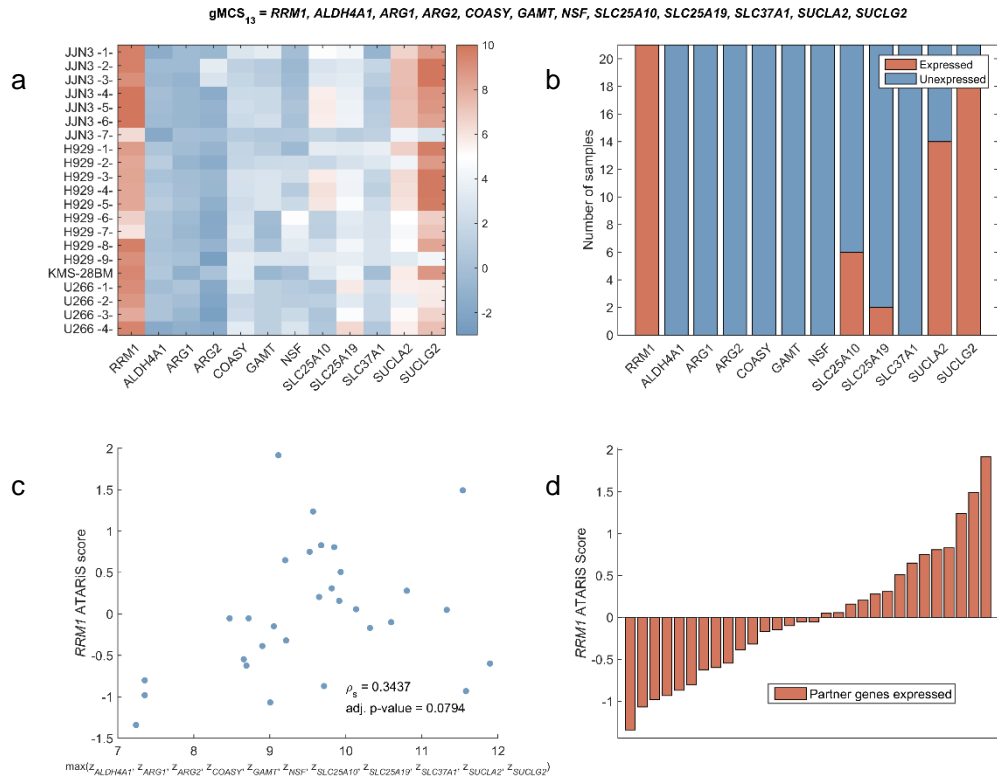 gMCS13 = RRM1, ALDH4A1, ARG1, ARG2, COASY, GAMT, NSF, SLC25A10, SLC25A19, SLC37A1, SUCLA2, SUCLG2
a
JJN3 -1-
JJN3 -2-
JJN3 -3-
JJN3 -4-
JJN3 -5-
JJN3 -6-
JJN3 -7-
H929 -1-
H929 -2-
H929 -3-
H929 -4-
H929 -5-
H929 -6-
H929 -7-
H929 -8-
H929 -9-
KMS-28BM
U266 -1-
U266 -2-
U266 -3-
U266 -4-
RRM1
ALDH4A1
ARG1
ARG2
COASY
GAMT
NSF
SLC25A10
SLC25A19
SLC37A1
SUCLA2
SUCLG2
10
8
6
4
2
0
-2
b
Number of samples
20
18
16
14
12
10
8
6
4
2
0
Expressed
Unexpressed
RRM1
ALDH4A1
ARG1
ARG2
COASY
GAMT
NSF
SLC25A10
SLC25A19
SLC37A1
SUCLA2
SUCLG2
c
RRM1 ATARiS score
2
1.5
1
0.5
0
-0.5
-1
-1.5
ρs = 0.3437
adj. p-value = 0.0794
7 8 9 10 11 12
max(zALDH4A1, zARG1, zARG2, zCOASY, zGAMT, zNSF, zSLC25A10, zSLC25A19, zSLC37A1, zSUCLA2, zSUCLG2)
d
RRM1 ATARiS Score
2
1.5
1
0.5
0
-0.5
-1
Partner genes expressed